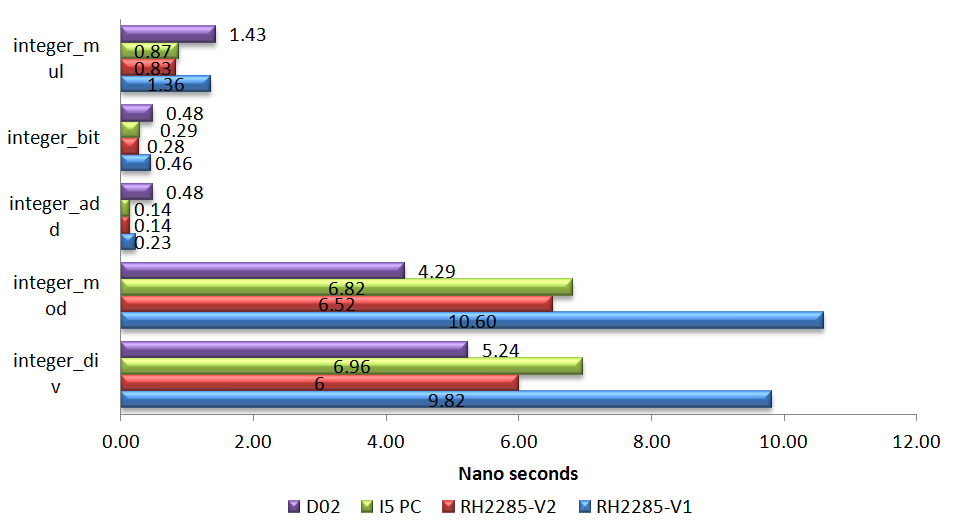 integer_m
ul
1.43
0.87
0.83
1.36
integer_bit
0.48
0.29
0.28
0.46
integer_ad
d
0.48
0.14
0.14
0.23
integer_m
od
4.29
6.82
6.52
10.60
integer_di
v
5.24
6.96
6
9.82
0.00 2.00 4.00 6.00 8.00 10.00 12.00
Nano seconds
D02 I5 PC RH2285-V2 RH2285-V1